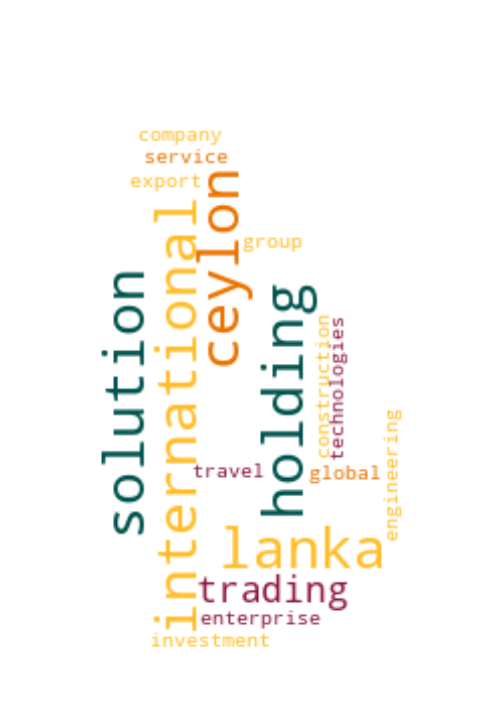 company
service
export
ceylon
international
group
solution
holding
construction
technologies
travel
global
engineering
lanka
trading
enterprise
investment